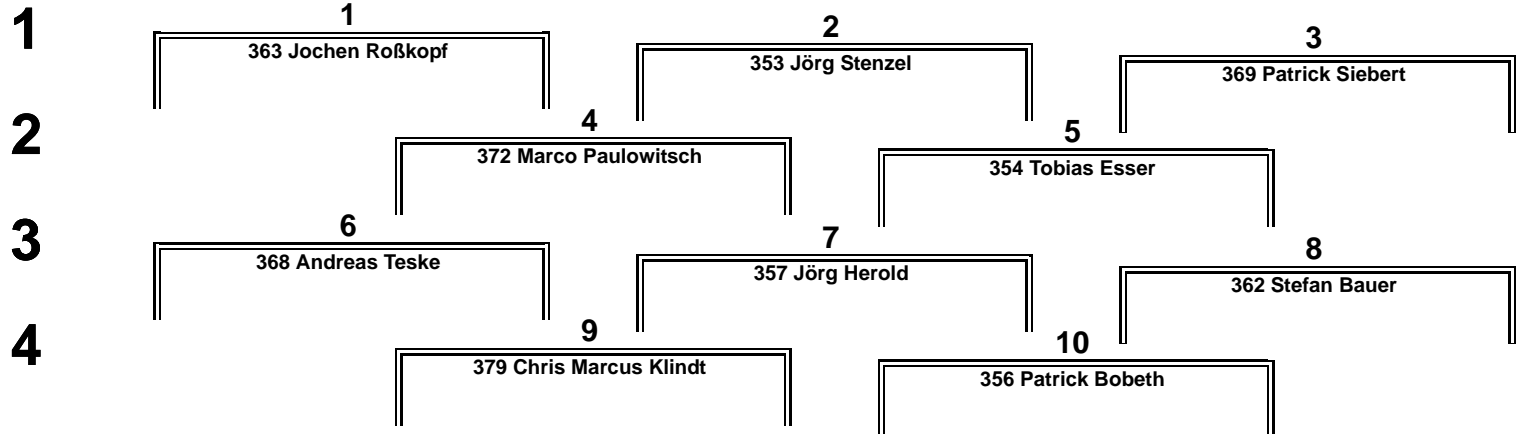 1
1
2
3
363 Jochen Roßkopf
353 Jörg Stenzel
369 Patrick Siebert
2
4
5
372 Marco Paulowitsch
354 Tobias Esser
3
6
7
8
368 Andreas Teske
357 Jörg Herold
362 Stefan Bauer
4
9
10
379 Chris Marcus Klindt
356 Patrick Bobeth